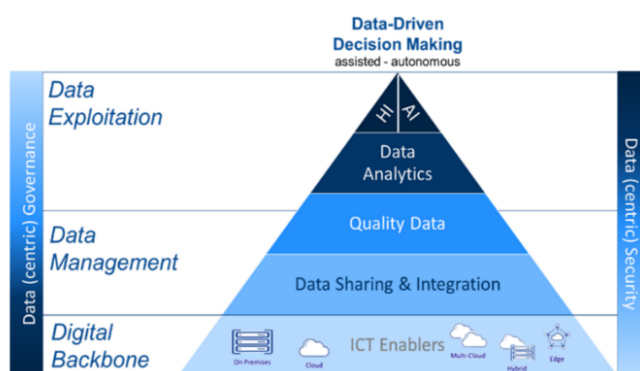 Data-Driven
Decision Making
assisted - autonomous
Data (centric) Governance
Data
Exploitation
HI
AI
Data
Analytics
Data
Management
Quality Data
Data Sharing & Integration
Digital
Backbone
On Premises
Cloud
ICT Enablers
Multi-Cloud
Hybrid
Edge
Data (centric) Security